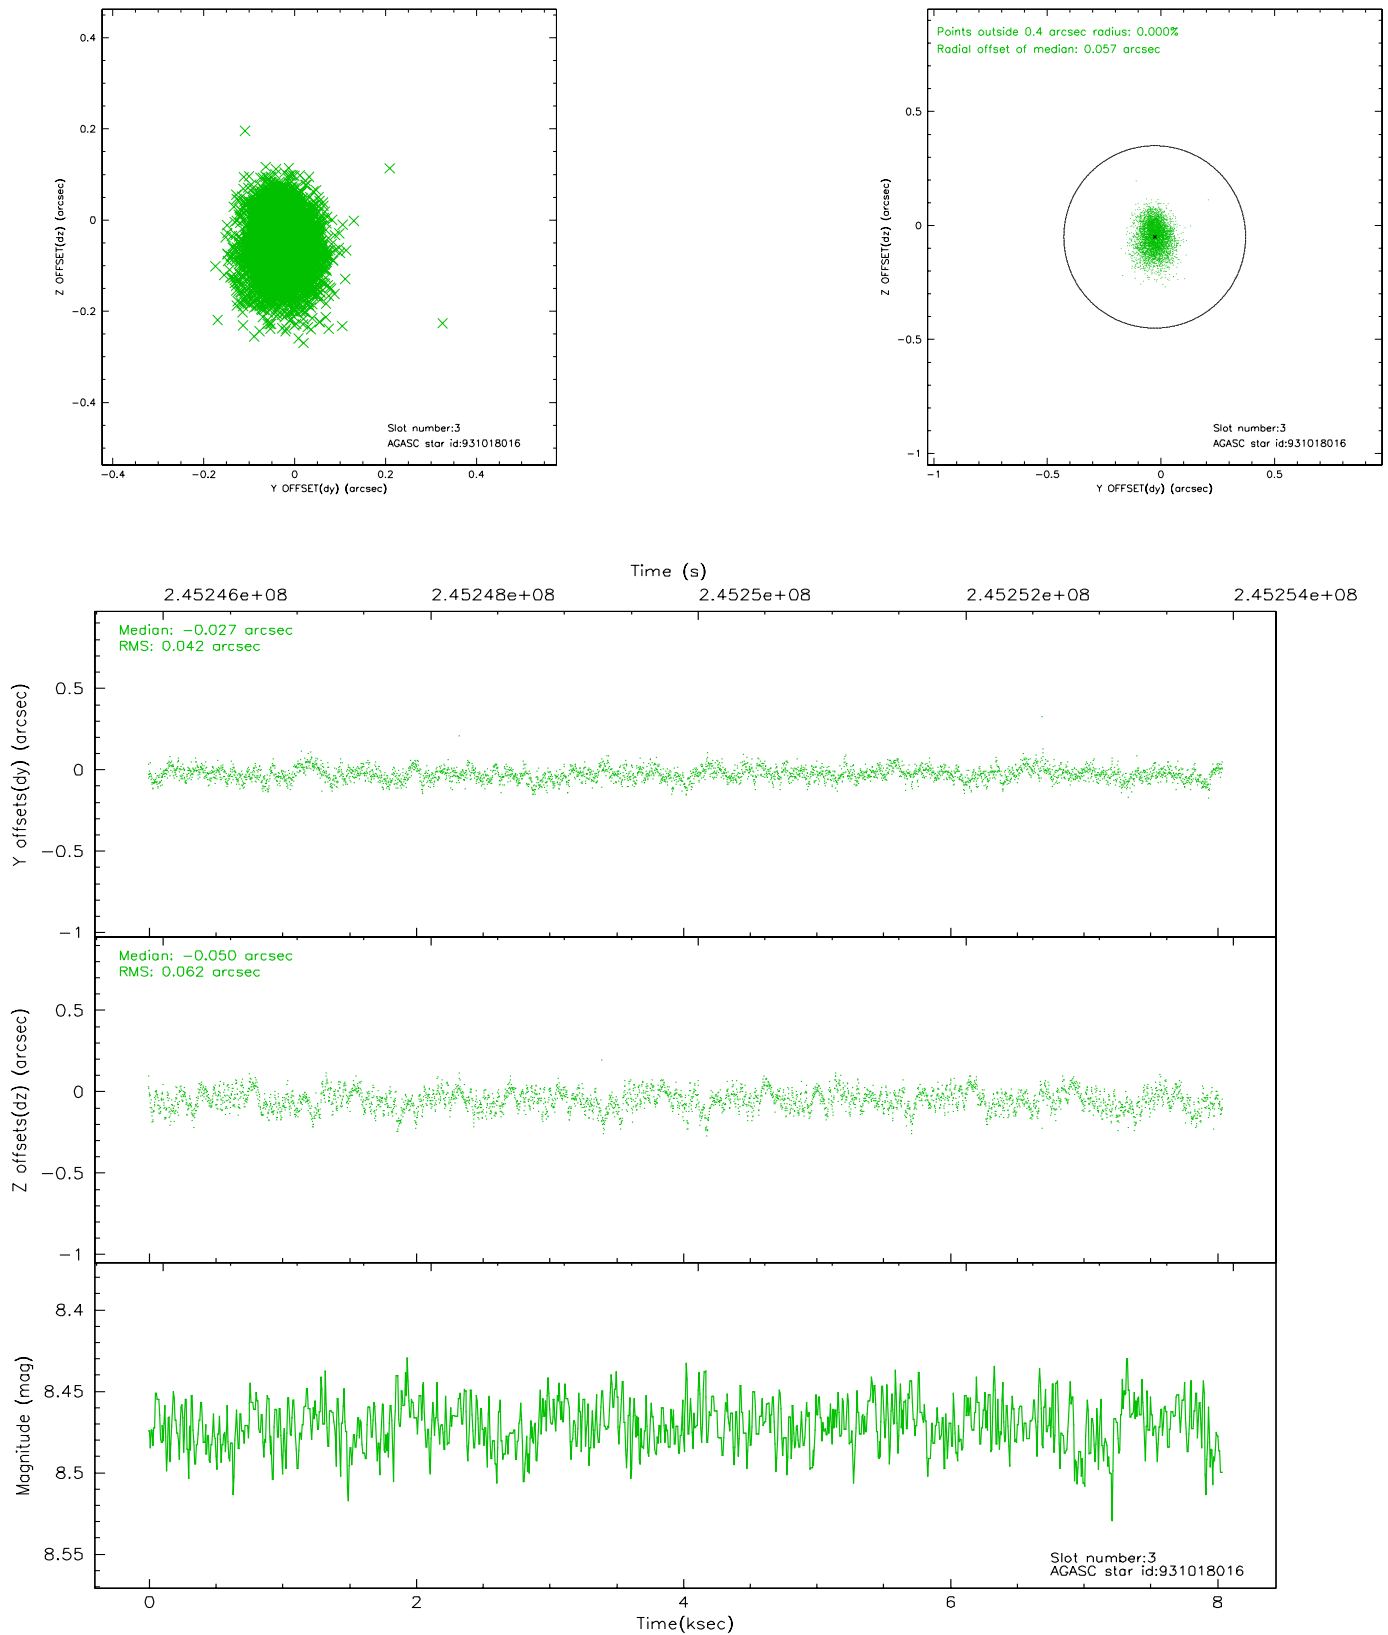 0.4
0.2
0
−0.2
−0.4
Z OFFSET(dz) (arcsec)
Slot number:3
AGASC star id:931018016
−0.4
−0.2
0
0.2
0.4
Y OFFSET(dy) (arcsec)
Points outside 0.4 arcsec radius: 0.000%
Radial offset of median: 0.057 arcsec
0.5
0
−0.5
−1
Z OFFSET(dz) (arcsec)
Slot number:3
AGASC star id:931018016
−1
−0.5
0
0.5
Y OFFSET(dy) (arcsec)
Time (s)
2.45246e+08
2.45248e+08
2.4525e+08
2.45252e+08
2.45254e+08
Median: −0.027 arcsec
RMS: 0.042 arcsec
0.5
0
−0.5
−1
Y offsets(dy) (arcsec)
Median: −0.050 arcsec
RMS: 0.062 arcsec
0.5
0
−0.5
−1
Z offsets(dz) (arcsec)
8.4
8.45
8.5
8.55
Magnitude (mag)
Slot number:3
AGASC star id:931018016
0
2
4
6
8
Time(ksec)